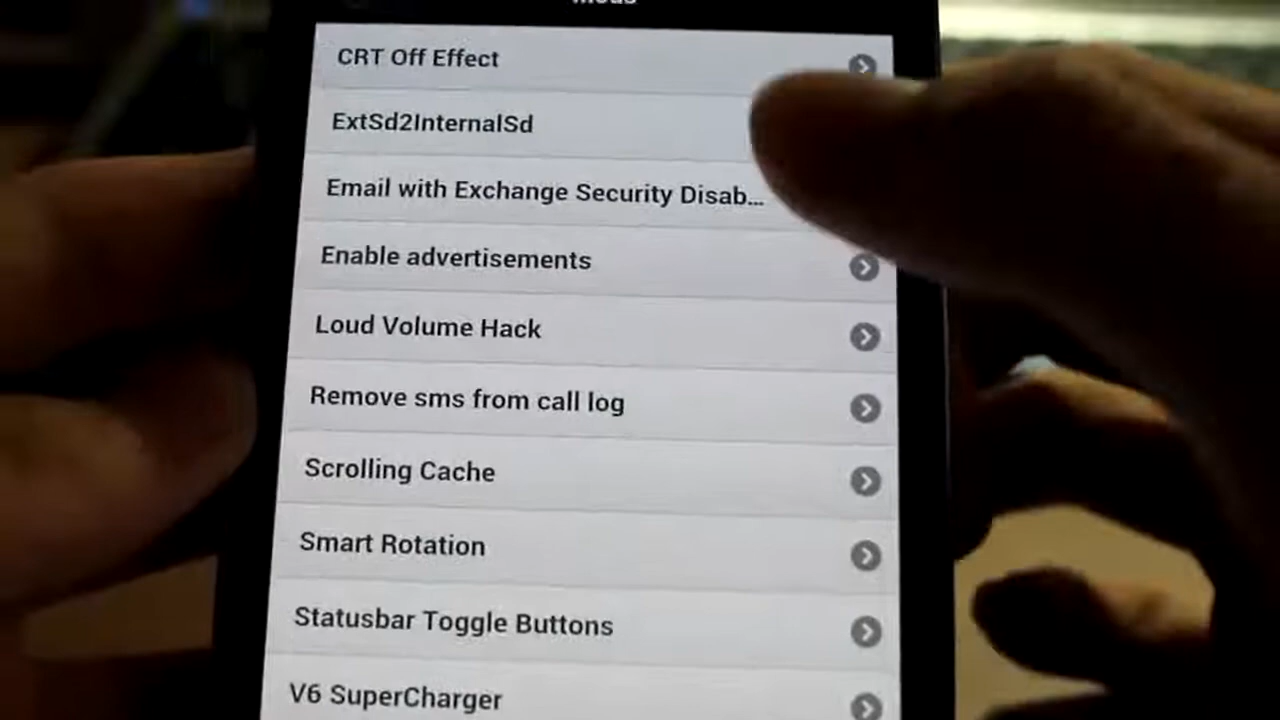 CRT Off Effect
ExtSd2InternalSd
Email with Exchange Security Disab...
Enable advertisements
Loud Volume Hack
Remove sms from call log
Scrolling Cache
Smart Rotation
Statusbar Toggle Buttons
V6 SuperCharger